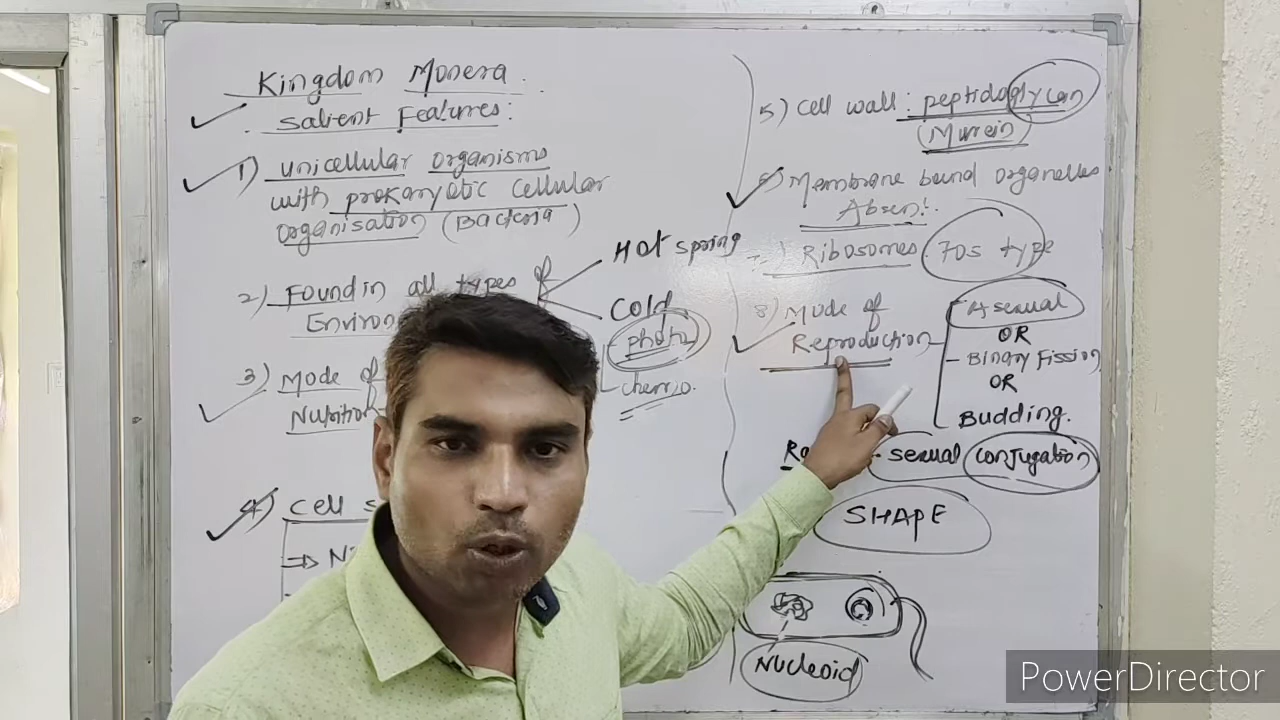 Kingdom Monera.
Salient Features:
1) unicellular organisms
with prokaryotic cellular
organisation (Bacteria)
2) Found in all types of
Environ
Hot spring
Cold
3) Mode of
Nutrition
photo
chemo.
4) Cell s
5) Cell wall: peptidoglycan
(Murein)
6) Membrane bound organelles
Absent.
7) Ribosomes 70s type
8) Mode of
Reproduction
Asexual
OR
Binary Fission
OR
Budding.
sexual conjugation
SHAPE
Nucleoid
PowerDirector